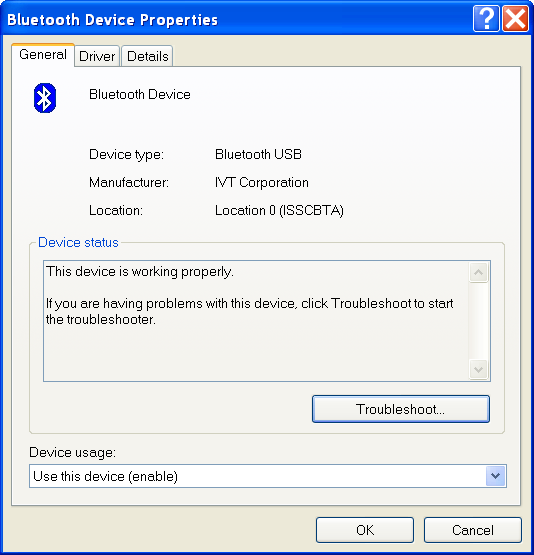 Bluetooth Device Properties
General Driver Details
Bluetooth Device
Device type: Bluetooth USB
Manufacturer: IVT Corporation
Location: Location 0 (ISSCBTA)
Device status
This device is working properly.
If you are having problems with this device, click Troubleshoot to start
the troubleshooter.
Troubleshoot...
Device usage:
Use this device (enable)
OK Cancel